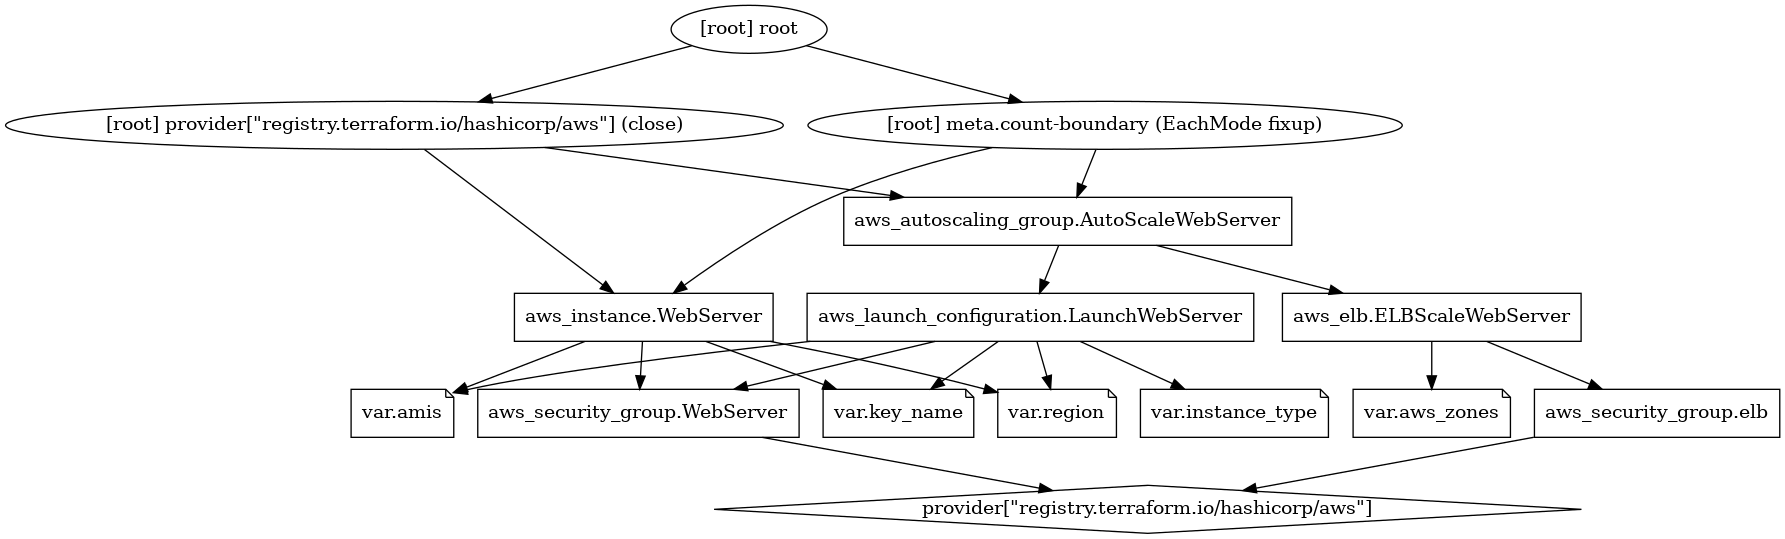 [root] root
[root] provider["registry.terraform.io/hashicorp/aws"] (close)
[root] meta.count-boundary (EachMode fixup)
aws_autoscaling_group.AutoScaleWebServer
aws_instance.WebServer
aws_launch_configuration.LaunchWebServer
aws_elb.ELBScaleWebServer
var.amis
aws_security_group.WebServer
var.key_name
var.region
var.instance_type
var.aws_zones
aws_security_group.elb
provider["registry.terraform.io/hashicorp/aws"]